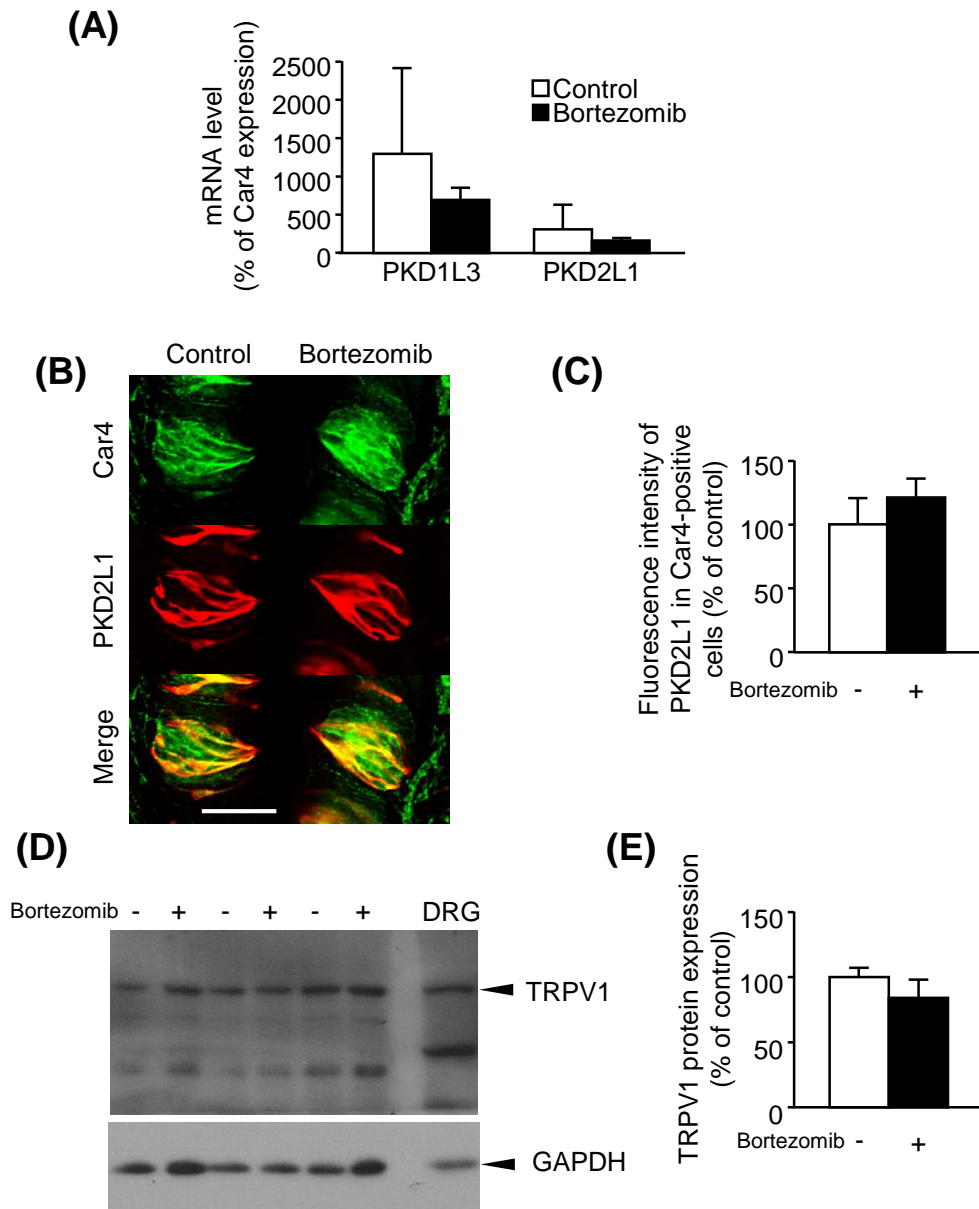 (A)
mRNA level
(% of Car4 expression)
2500
2000
1500
1000
500
0
Control
Bortezomib
PKD1L3 PKD2L1
(B)
Control Bortezomib
Car4
PKD2L1
Merge
(C)
Fluorescence intensity of
PKD2L1 in Car4-positive
cells (% of control)
150
100
50
0
Bortezomib - +
(D)
Bortezomib - + - + - + DRG
TRPV1
GAPDH
(E)
TRPV1 protein expression
(% of control)
150
100
50
0
Bortezomib - +